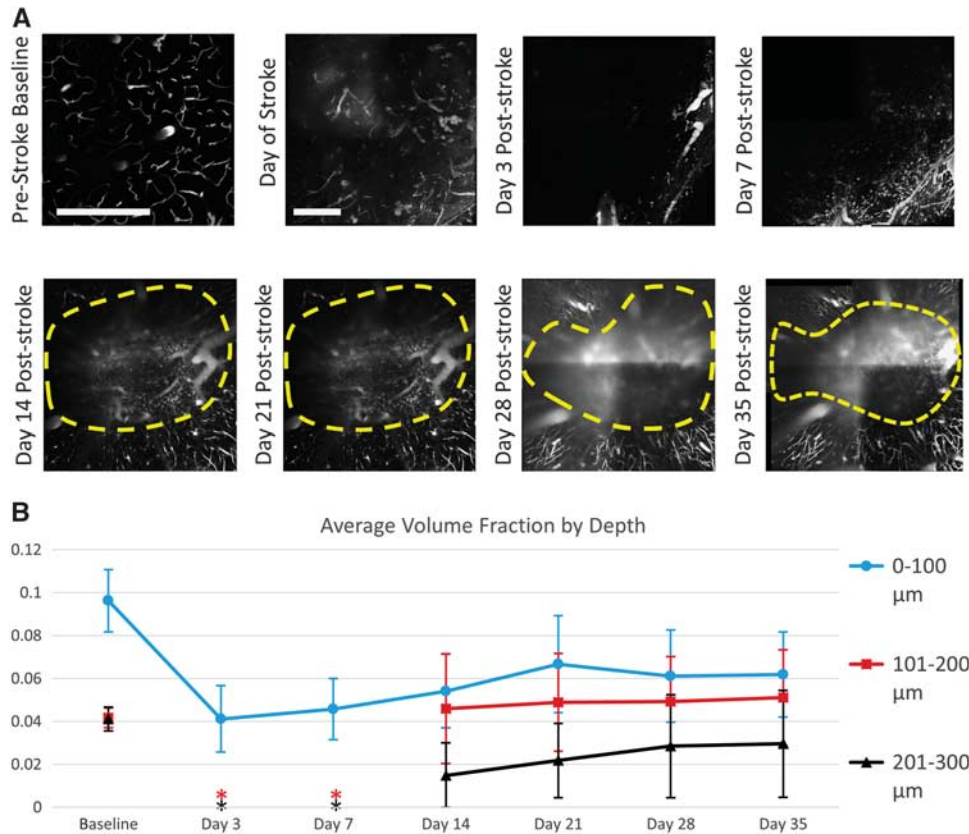 A
Pre-Stroke Baseline
Day of Stroke
Day 3 Post-stroke
Day 7 Post-stroke
Day 14 Post-stroke
Day 21 Post-stroke
Day 28 Post-stroke
Day 35 Post-stroke
B
Average Volume Fraction by Depth
0.12
0.1
0.08
0.06
0.04
0.02
0
* *
* *
Baseline Day 3 Day 7 Day 14 Day 21 Day 28 Day 35
0-100
μm
101-200
μm
201-300
μm